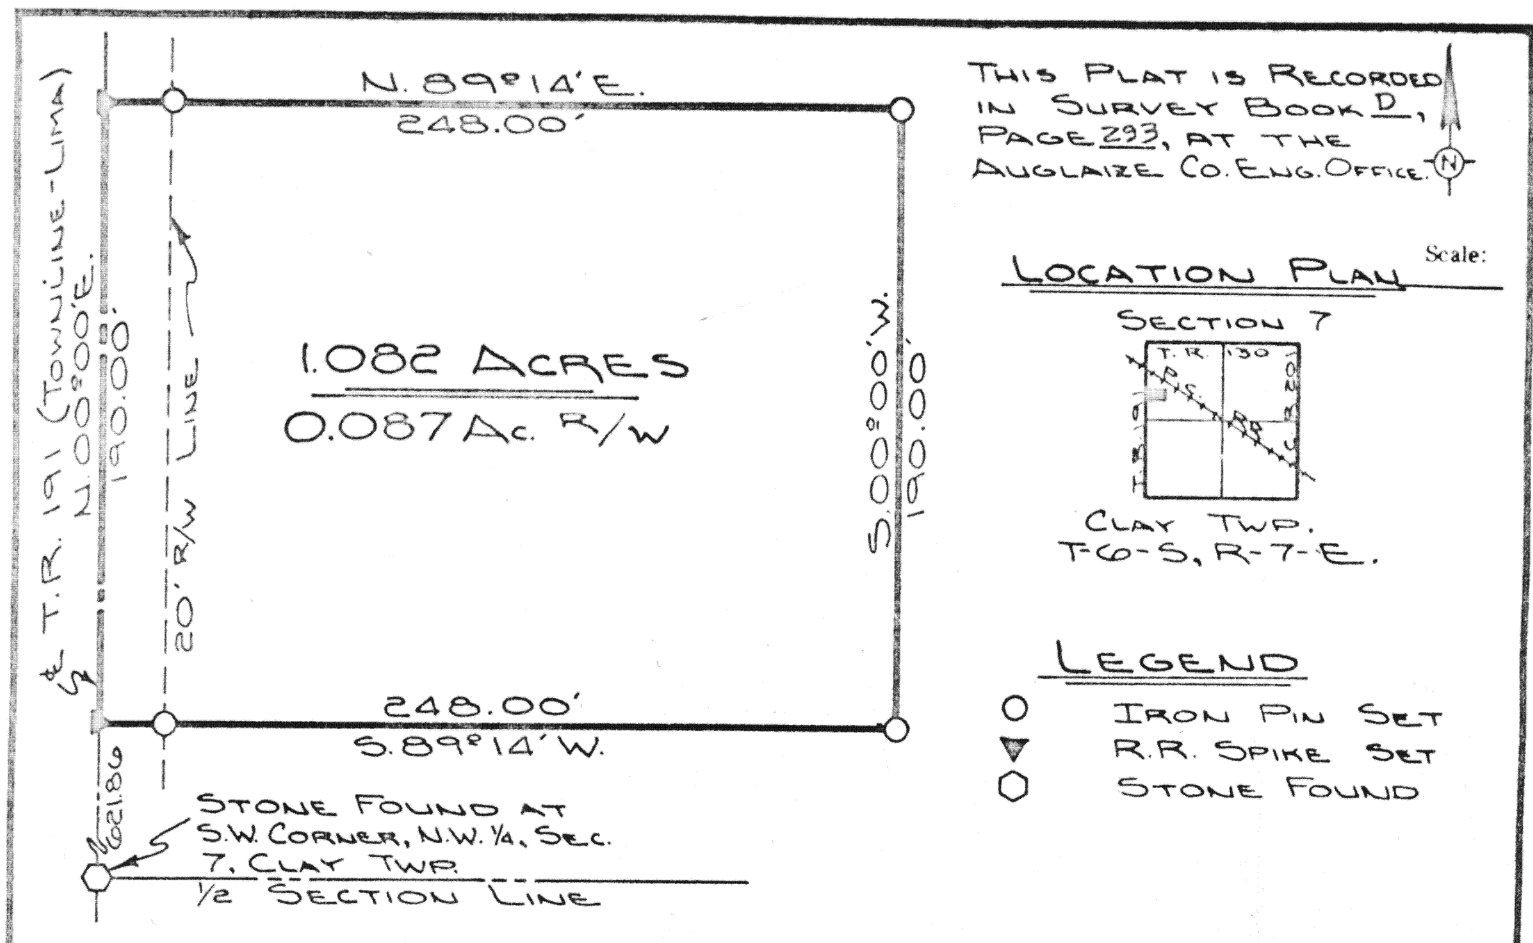 N. 89°14' E.
248.00'
THIS PLAT IS RECORDED
IN SURVEY BOOK D,
PAGE 293, AT THE
AUGLAIZE CO. ENG. OFFICE.
N
Scale:
LOCATION PLAN
SECTION 7
T. R. 130
T.R. 191
R.R.
CLAY TWP.
T-6-S, R-7-E.
LEGEND
IRON PIN SET
R.R. SPIKE SET
STONE FOUND
℄ T.R. 191 (TOWNLINE-LIMA)
N. 00°00' E.
190.00'
20' R/W LINE
1.082 ACRES
0.087 AC. R/W
S. 00°00' W.
190.00'
248.00'
S. 89°14' W.
621.86
STONE FOUND AT
S.W. CORNER, N.W. ¼, SEC.
7, CLAY TWP.
½ SECTION LINE